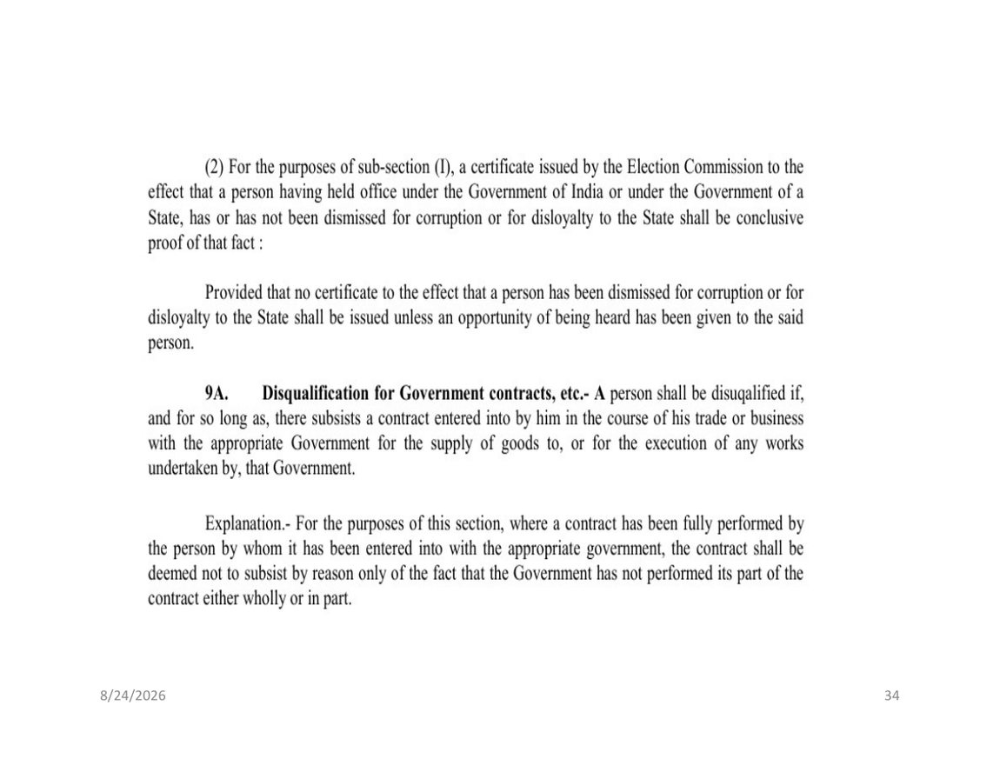 (2) For the purposes of sub-section (I), a certificate issued by the Election Commission to the
effect that a person having held office under the Government of India or under the Government of a
State, has or has not been dismissed for corruption or for disloyalty to the State shall be conclusive
proof of that fact :
Provided that no certificate to the effect that a person has been dismissed for corruption or for
disloyalty to the State shall be issued unless an opportunity of being heard has been given to the said
person.
9A. Disqualification for Government contracts, etc.- A person shall be disuqalified if,
and for so long as, there subsists a contract entered into by him in the course of his trade or business
with the appropriate Government for the supply of goods to, or for the execution of any works
undertaken by, that Government.
Explanation.- For the purposes of this section, where a contract has been fully performed by
the person by whom it has been entered into with the appropriate government, the contract shall be
deemed not to subsist by reason only of the fact that the Government has not performed its part of the
contract either wholly or in part.
8/24/2026
34